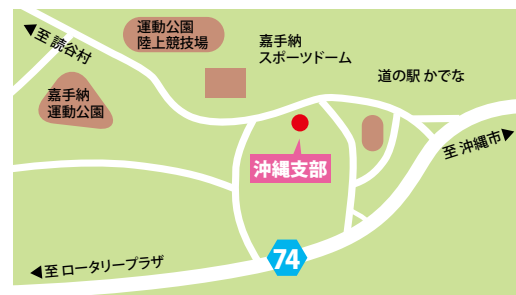 ◀至 読谷村
運動公園
陸上競技場
嘉手納
スポーツドーム
道の駅 かでな
嘉手納
運動公園
至 沖縄市▶
沖縄支部
74
◀至 ロータリープラザ